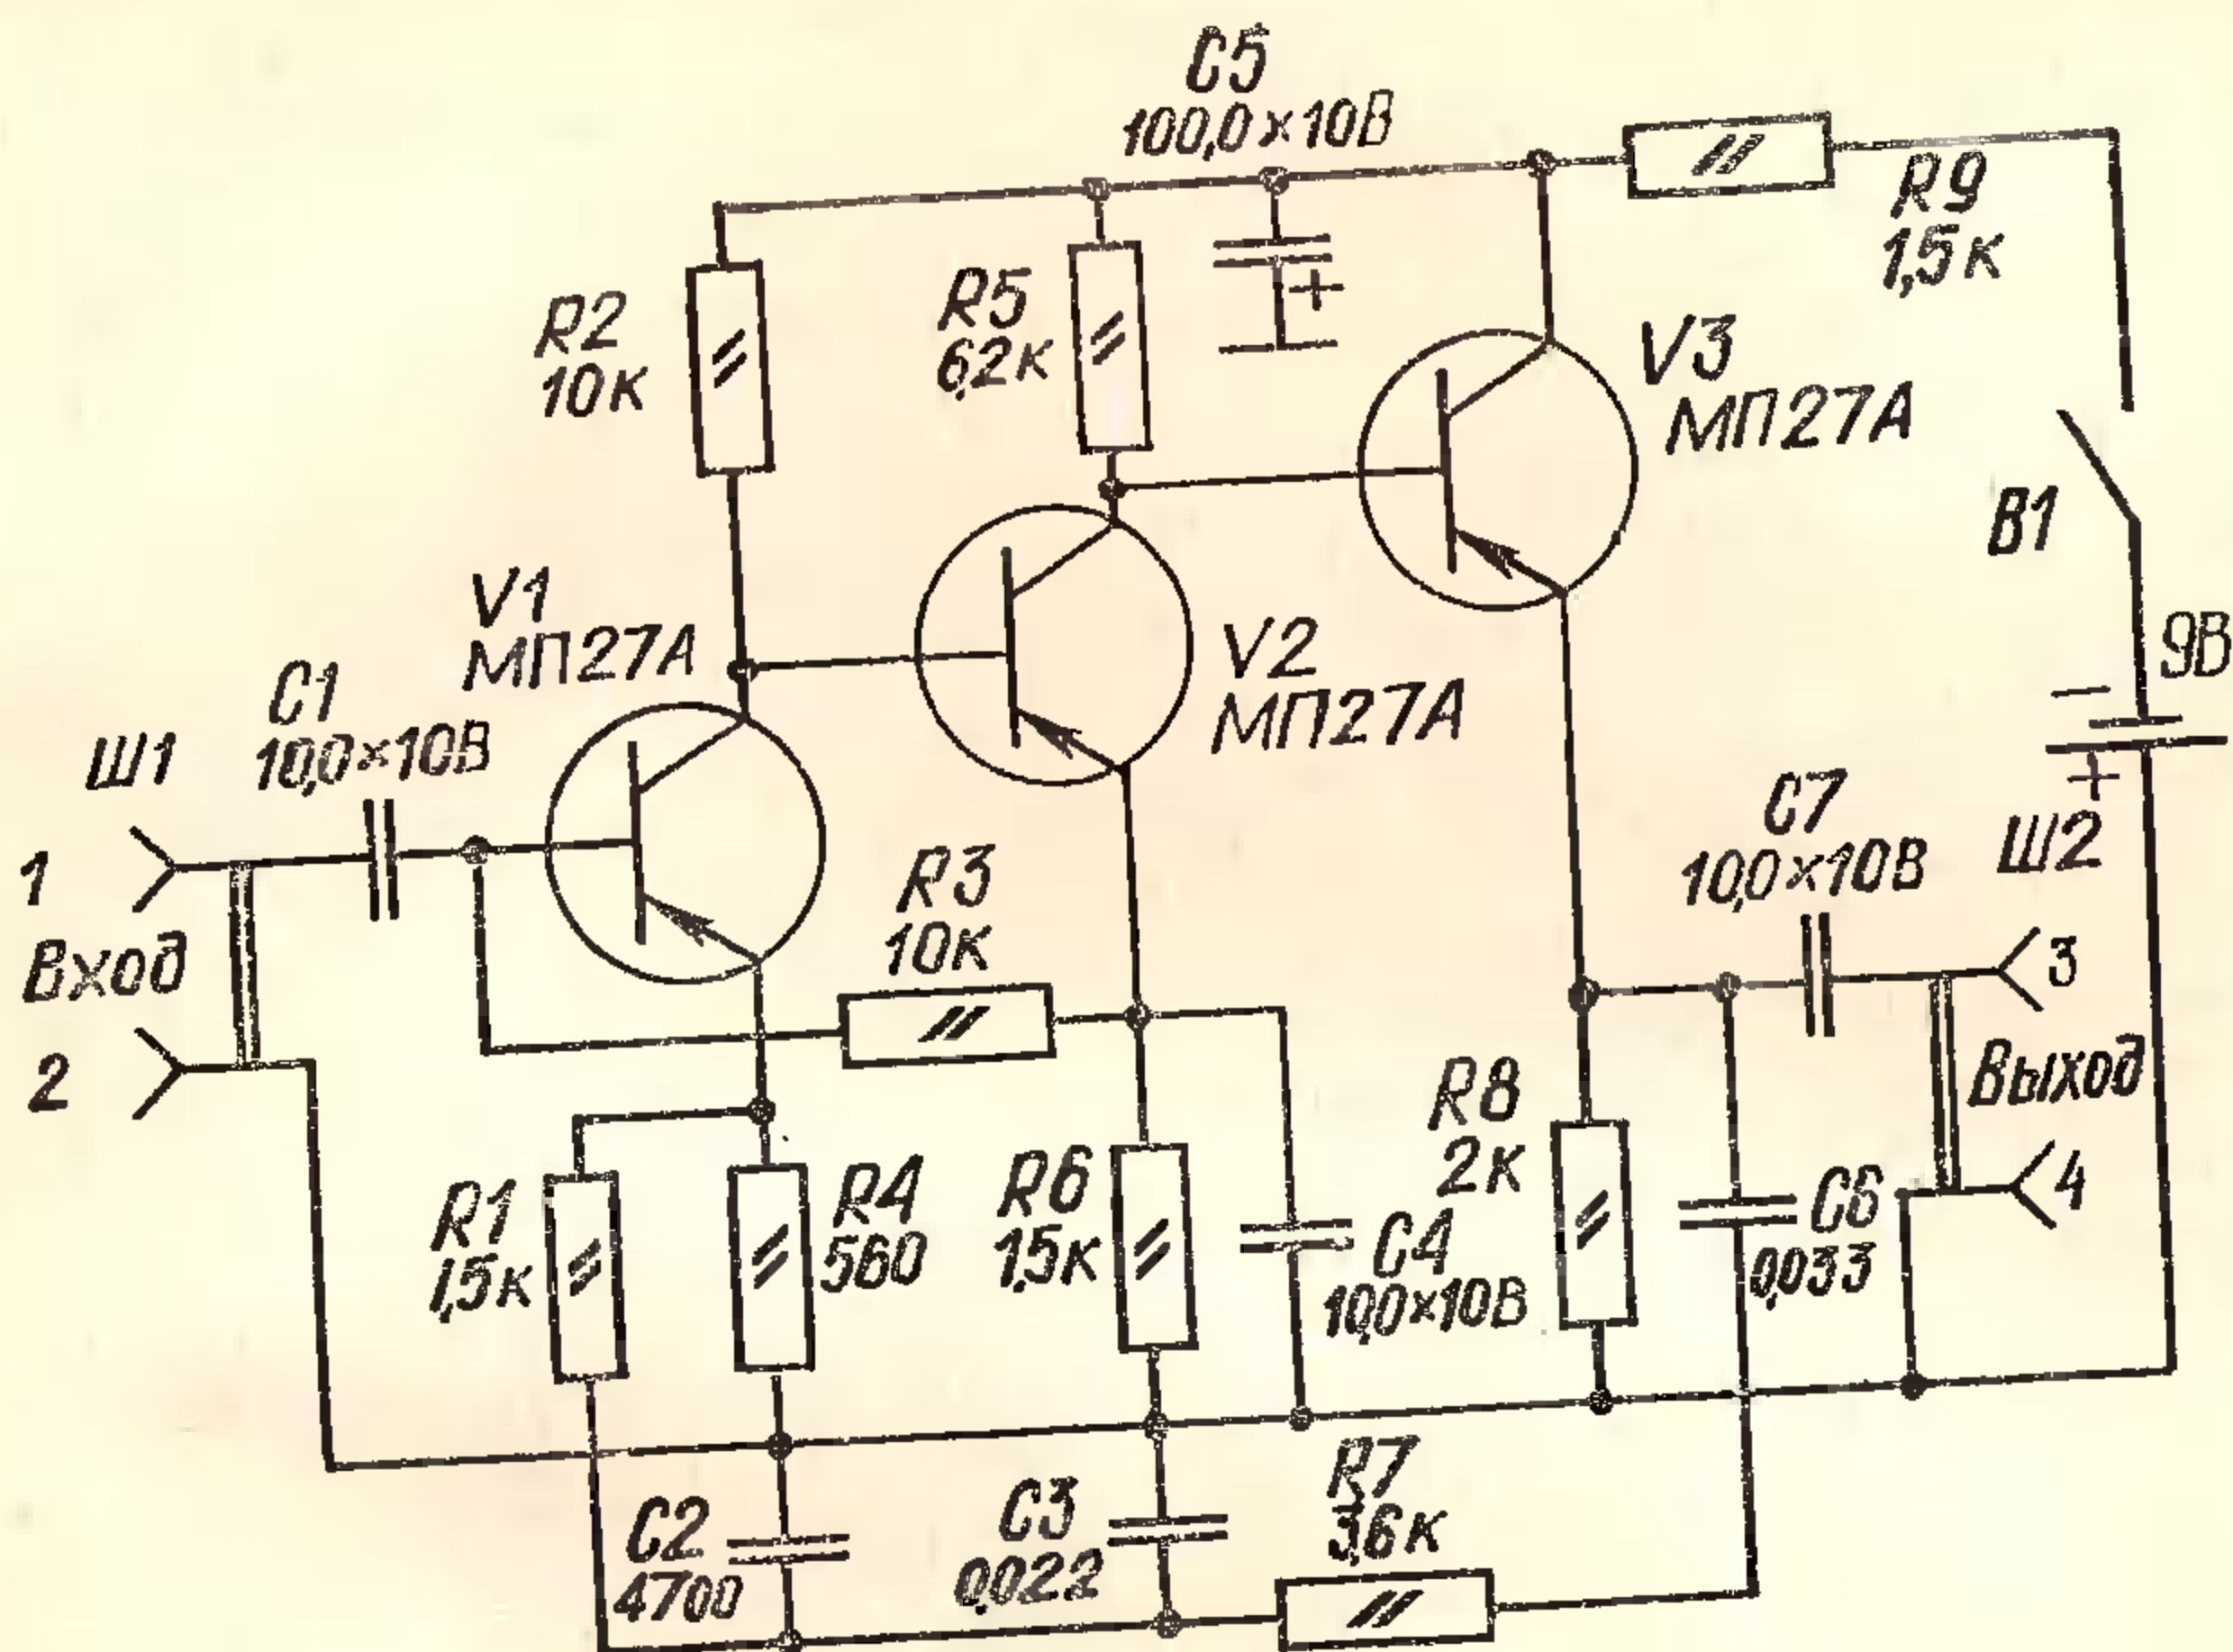 C5
100,0×10В
R9
1,5к
R2
10к
R5
6,2к
+
V3
МП27А
В1
V1
МП27А
V2
МП27А
9В
−
+
C1
10,0×10В
Ш1
1
Вход
2
R3
10к
C7
10,0×10В
Ш2
3
Выход
4
R1
1,5к
R4
560
R6
1,5к
C4
10,0×10В
R8
2к
C6
0,033
C2
4700
C3
0,022
R7
3,6к